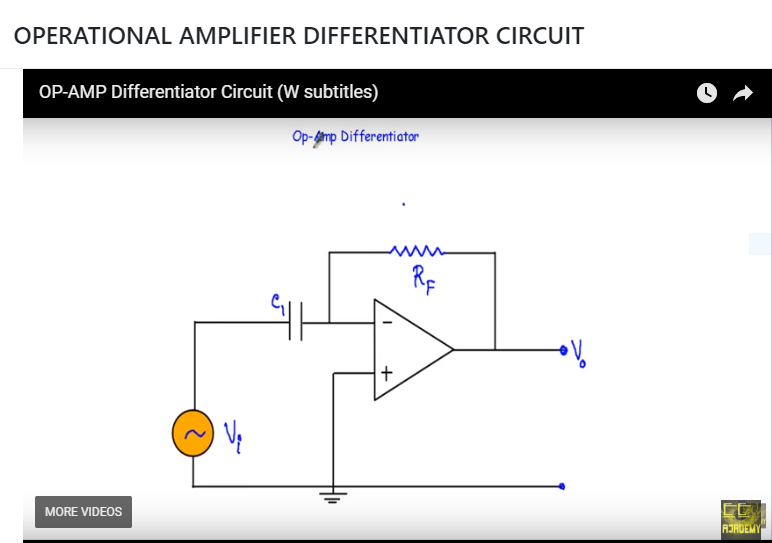 OPERATIONAL AMPLIFIER DIFFERENTIATOR CIRCUIT
OP-AMP Differentiator Circuit (W subtitles)
Op-Amp Differentiator
R_F
C_1
−
V_o
+
~ V_i
MORE VIDEOS
EC
ACADEMY